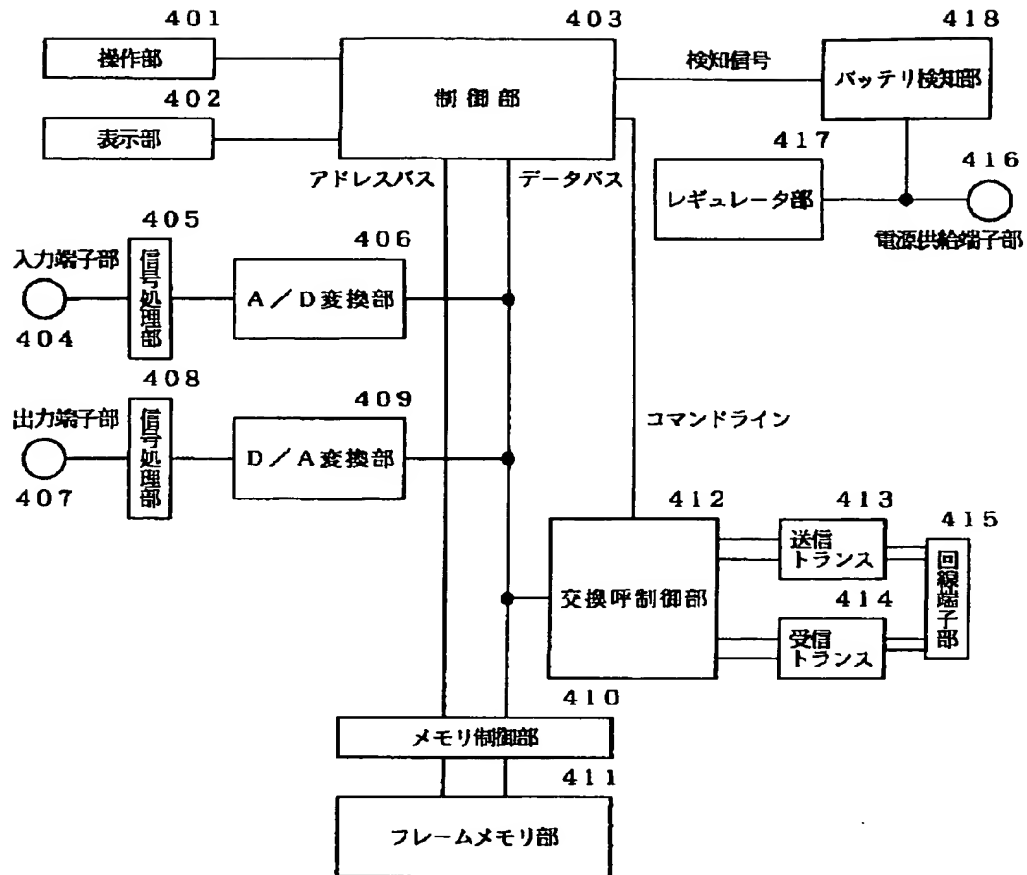 401
操作部
402
表示部
403
制御部
検知信号
418
バッテリ検知部
417
レギュレータ部
416
電源供給端子部
アドレスバス
データバス
入力端子部
404
405
信号処理部
406
A/D変換部
出力端子部
407
408
信号処理部
409
D/A変換部
コマンドライン
412
交換呼制御部
413
送信
トランス
414
受信
トランス
415
回線端子部
410
メモリ制御部
411
フレームメモリ部